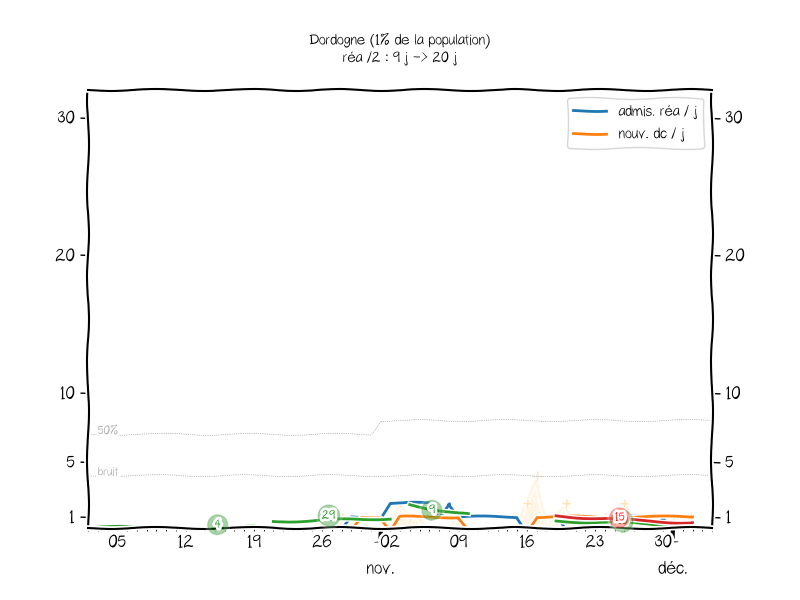 Dordogne (1% de la population)
réa /2 : 9 j -> 20 j
admis. réa / j
nouv. dc / j
30
30
20
20
10
10
50%
5
5
bruit
1
1
4
29
9
15
05 12 19 26 02 09 16 23 30
nov. déc.